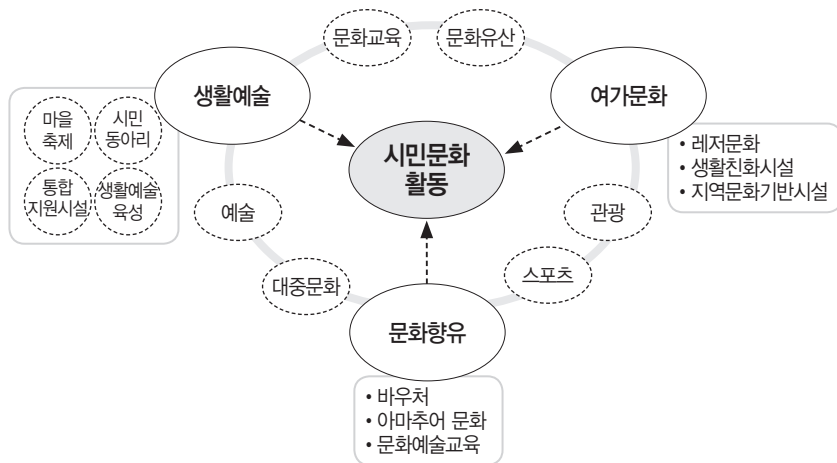 문화교육
문화유산
생활예술
여가문화
마을
축제
시민
동아리
통합
지원시설
생활예술
육성
시민문화
활동
• 레저문화
• 생활친화시설
• 지역문화기반시설
예술
관광
대중문화
스포츠
문화향유
• 바우처
• 아마추어 문화
• 문화예술교육